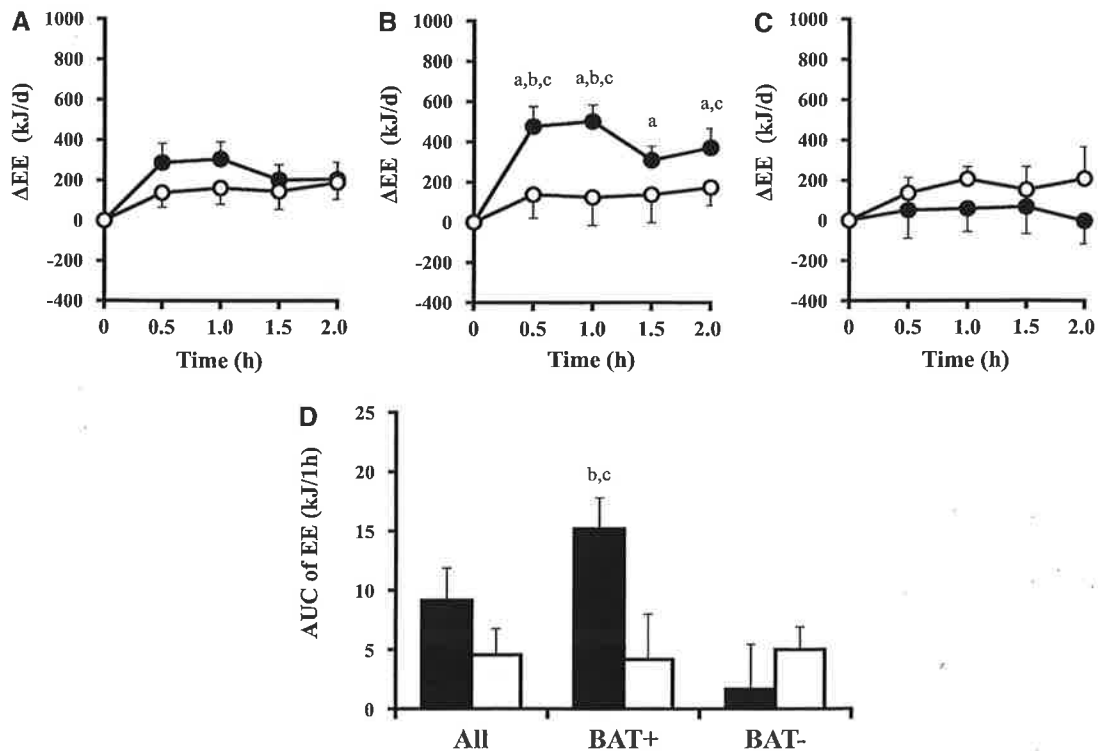 A
B
C
1000
800
600
400
200
0
-200
-400
ΔEE (kJ/d)
0 0.5 1.0 1.5 2.0
Time (h)
1000
800
600
400
200
0
-200
-400
ΔEE (kJ/d)
a,b,c
a,b,c
a
a,c
0 0.5 1.0 1.5 2.0
Time (h)
1000
800
600
400
200
0
-200
-400
ΔEE (kJ/d)
0 0.5 1.0 1.5 2.0
Time (h)
D
25
20
15
10
5
0
AUC of EE (kJ/1h)
b,c
All BAT+ BAT-